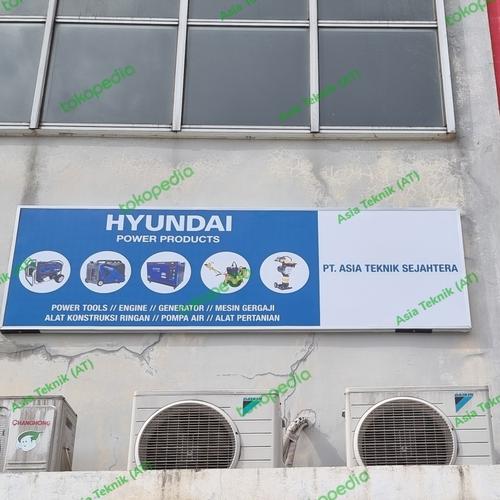 HYUNDAI
POWER PRODUCTS
POWER TOOLS // ENGINE // GENERATOR // MESIN GERGAJI
ALAT KONSTRUKSI RINGAN // POMPA AIR // ALAT PERTANIAN
PT. ASIA TEKNIK SEJAHTERA
CHANGHONG
DAIKIN
DAIKIN
tokopedia
Asia Teknik (AT)